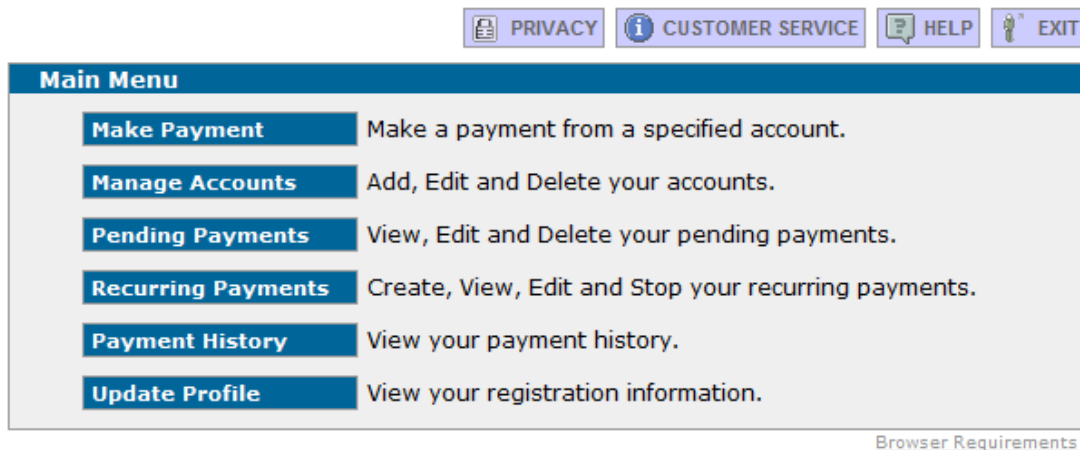 PRIVACY CUSTOMER SERVICE HELP EXIT
Main Menu
Make Payment Make a payment from a specified account.
Manage Accounts Add, Edit and Delete your accounts.
Pending Payments View, Edit and Delete your pending payments.
Recurring Payments Create, View, Edit and Stop your recurring payments.
Payment History View your payment history.
Update Profile View your registration information.
Browser Requirements